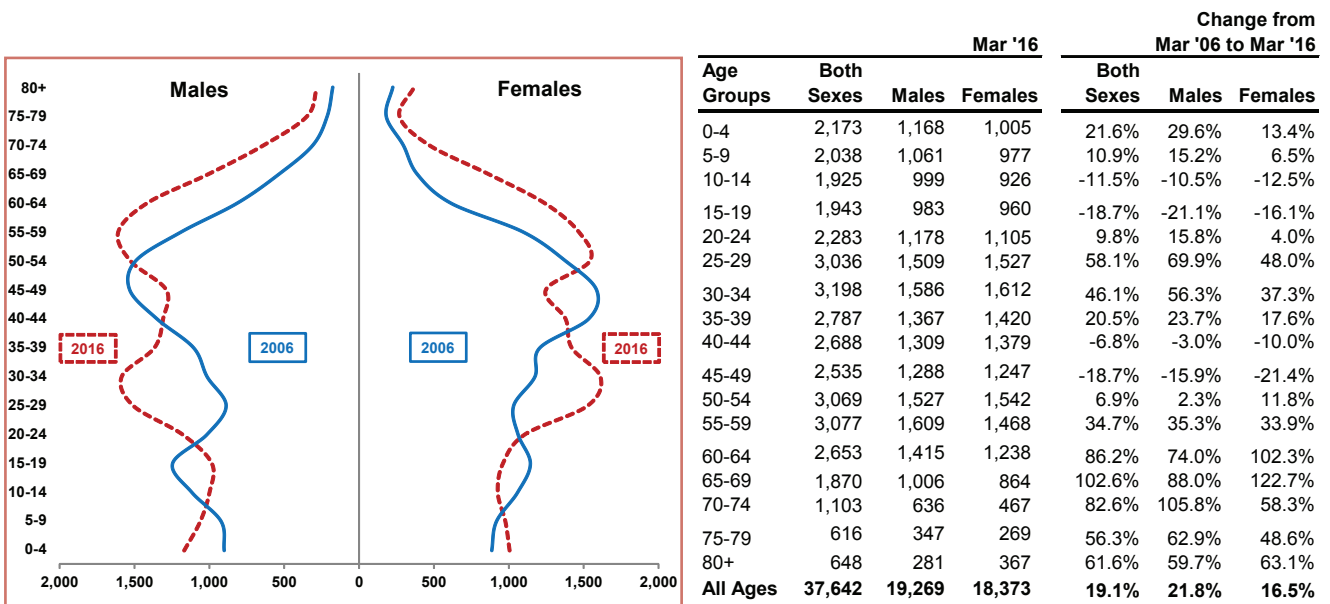 Males Females
80+
75-79
70-74
65-69
60-64
55-59
50-54
45-49
40-44
35-39
30-34
25-29
20-24
15-19
10-14
5-9
0-4
2016 2006 2006 2016
2,000 1,500 1,000 500 0 500 1,000 1,500 2,000
Change from
Mar '16 Mar '06 to Mar '16
Age Both Both
Groups Sexes Males Females Sexes Males Females
0-4 2,173 1,168 1,005 21.6% 29.6% 13.4%
5-9 2,038 1,061 977 10.9% 15.2% 6.5%
10-14 1,925 999 926 -11.5% -10.5% -12.5%
15-19 1,943 983 960 -18.7% -21.1% -16.1%
20-24 2,283 1,178 1,105 9.8% 15.8% 4.0%
25-29 3,036 1,509 1,527 58.1% 69.9% 48.0%
30-34 3,198 1,586 1,612 46.1% 56.3% 37.3%
35-39 2,787 1,367 1,420 20.5% 23.7% 17.6%
40-44 2,688 1,309 1,379 -6.8% -3.0% -10.0%
45-49 2,535 1,288 1,247 -18.7% -15.9% -21.4%
50-54 3,069 1,527 1,542 6.9% 2.3% 11.8%
55-59 3,077 1,609 1,468 34.7% 35.3% 33.9%
60-64 2,653 1,415 1,238 86.2% 74.0% 102.3%
65-69 1,870 1,006 864 102.6% 88.0% 122.7%
70-74 1,103 636 467 82.6% 105.8% 58.3%
75-79 616 347 269 56.3% 62.9% 48.6%
80+ 648 281 367 61.6% 59.7% 63.1%
All Ages 37,642 19,269 18,373 19.1% 21.8% 16.5%